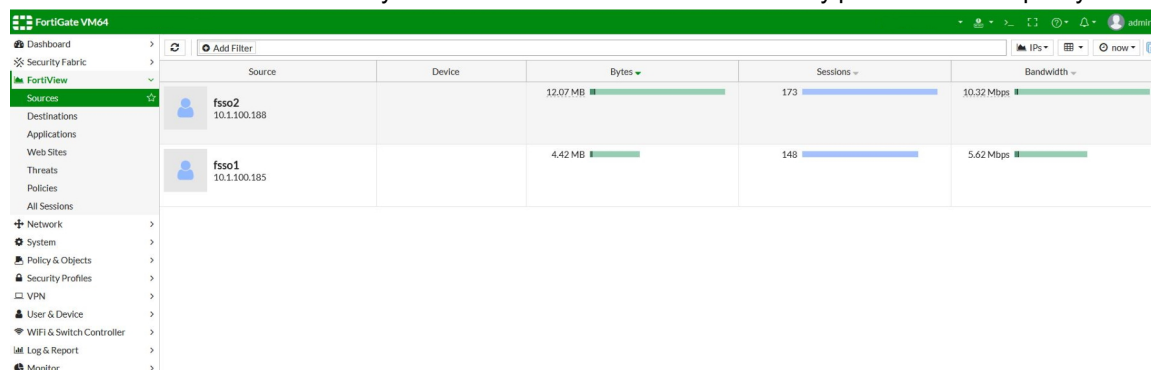 FortiGate VM64
admin
Dashboard
Security Fabric
FortiView
Sources
Destinations
Applications
Web Sites
Threats
Policies
All Sessions
Network
System
Policy & Objects
Security Profiles
VPN
User & Device
WiFi & Switch Controller
Log & Report
Monitor
Add Filter
IPs
now
Source Device Bytes Sessions Bandwidth
fsso2
10.1.100.188
12.07 MB 173 10.32 Mbps
fsso1
10.1.100.185
4.42 MB 148 5.62 Mbps